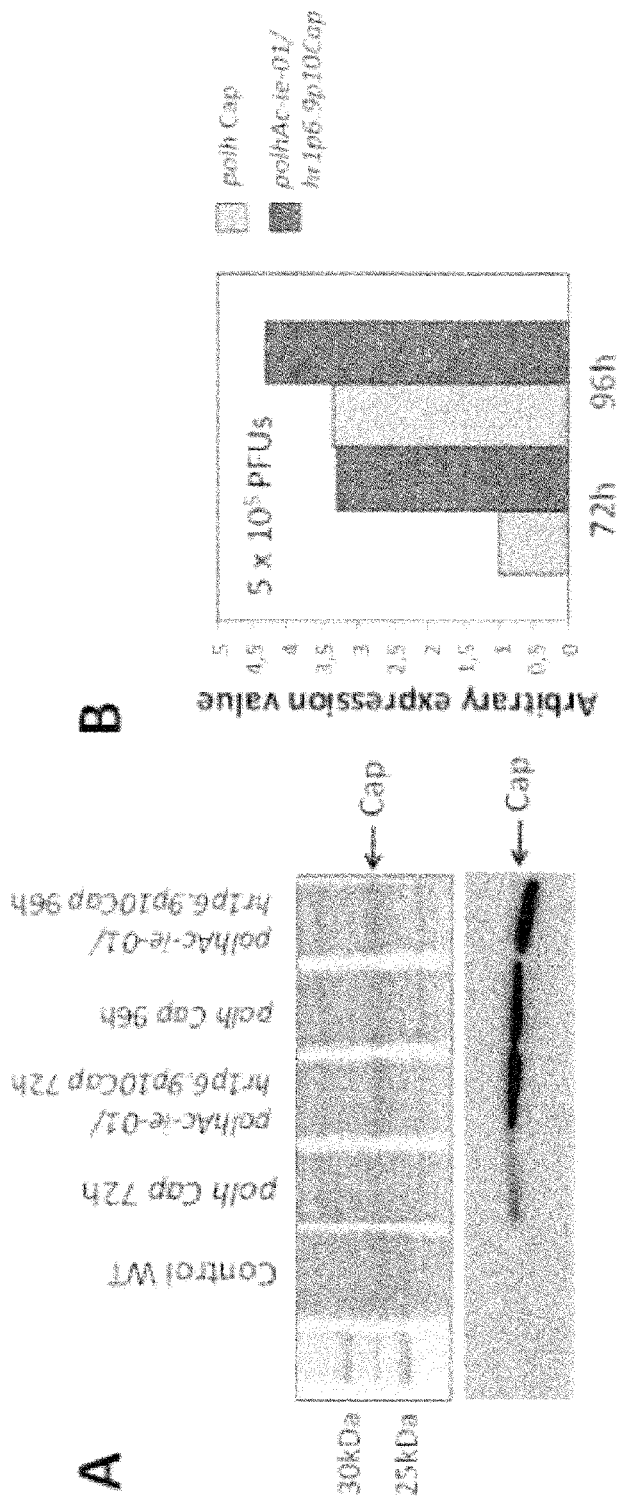 A
Control WT
polh Cap 72h
polhAc-ie-01/
hr1p6.9p10Cap 72h
polh Cap 96h
polhAc-ie-01/
hr1p6.9p10Cap 96h
30kDa
25kDa
Cap
Cap
B
Arbitrary expression value
5
4,5
4
3,5
3
2,5
2
1,5
1
0,5
0
5 x 10⁵ PFUs
72h
96h
polh Cap
polhAc-ie-01/
hr1p6.9p10Cap